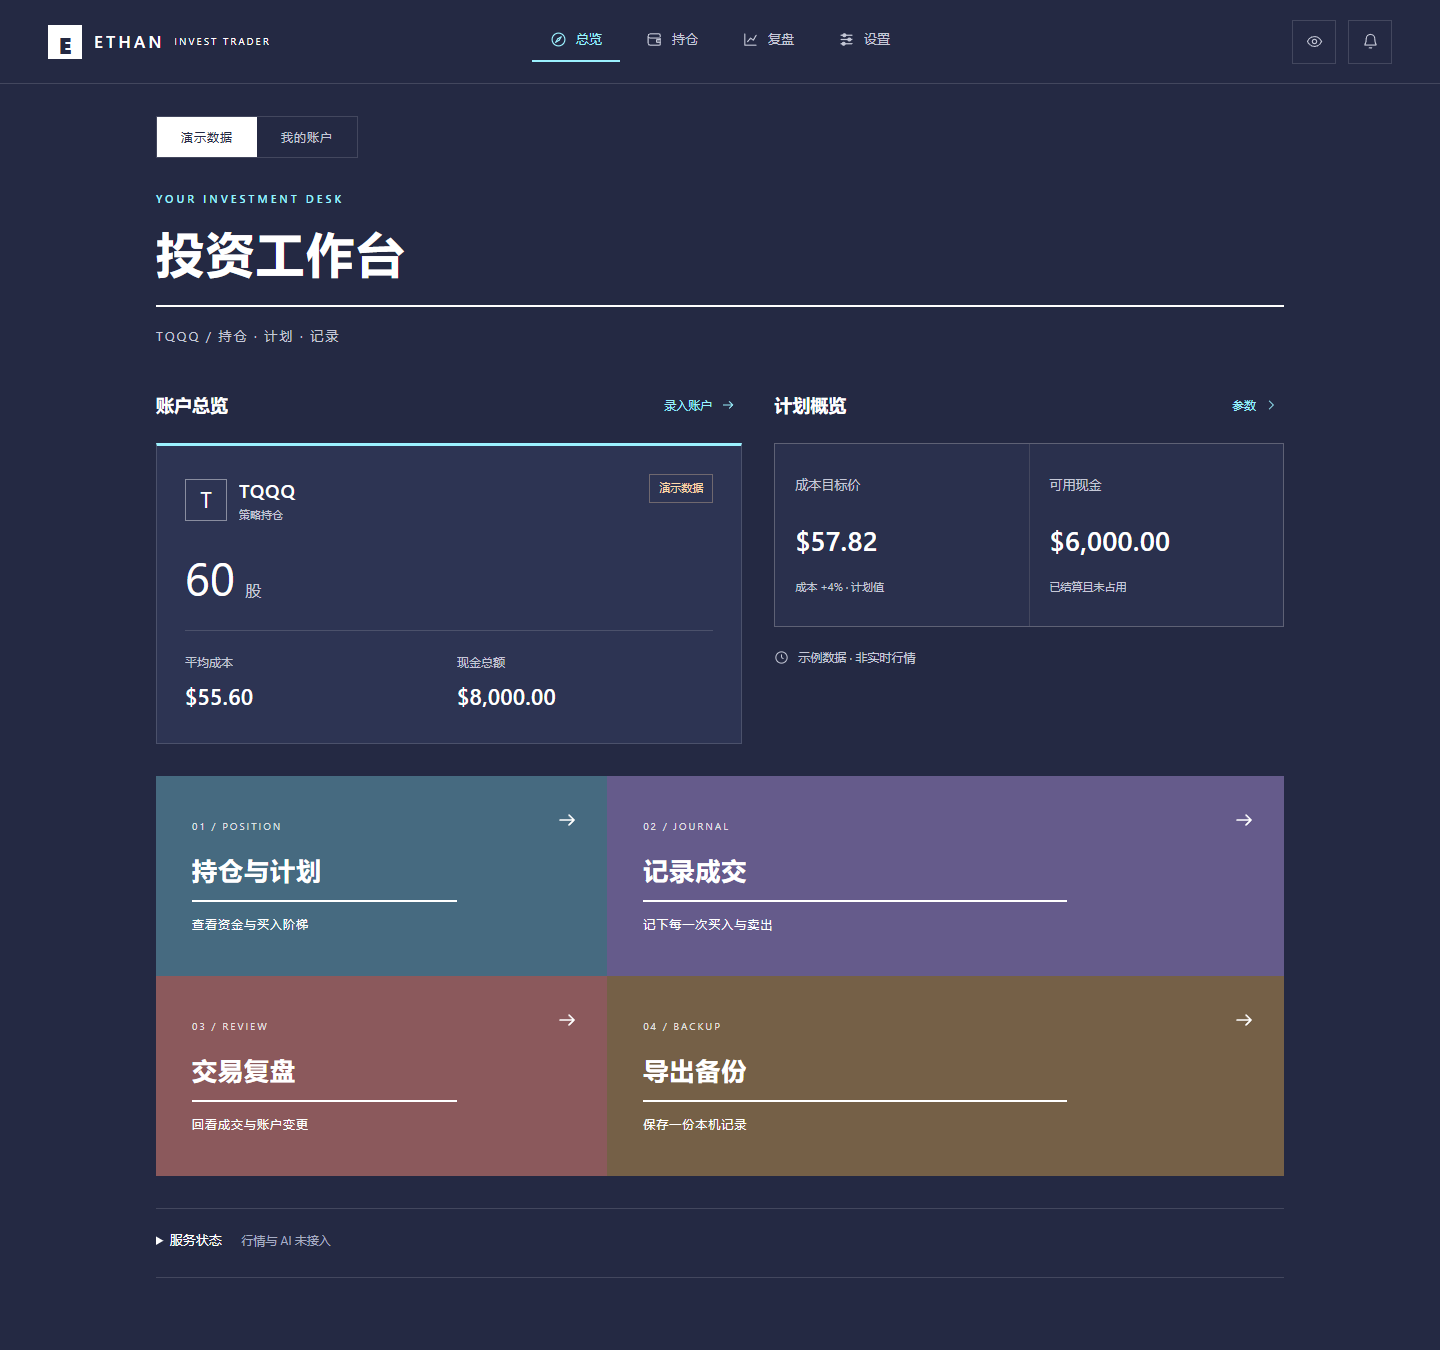 E ETHAN INVEST TRADER
总览 持仓 复盘 设置
演示数据 我的账户
YOUR INVESTMENT DESK
投资工作台
TQQQ / 持仓 · 计划 · 记录
账户总览 录入账户
T TQQQ
策略持仓
演示数据
60 股
平均成本 现金总额
$55.60 $8,000.00
计划概览 参数
成本目标价 可用现金
$57.82 $6,000.00
成本 +4% · 计划值 已结算且未占用
示例数据 · 非实时行情
01 / POSITION
持仓与计划
查看资金与买入阶梯
02 / JOURNAL
记录成交
记下每一次买入与卖出
03 / REVIEW
交易复盘
回看成交与账户变更
04 / BACKUP
导出备份
保存一份本机记录
服务状态 行情与 AI 未接入